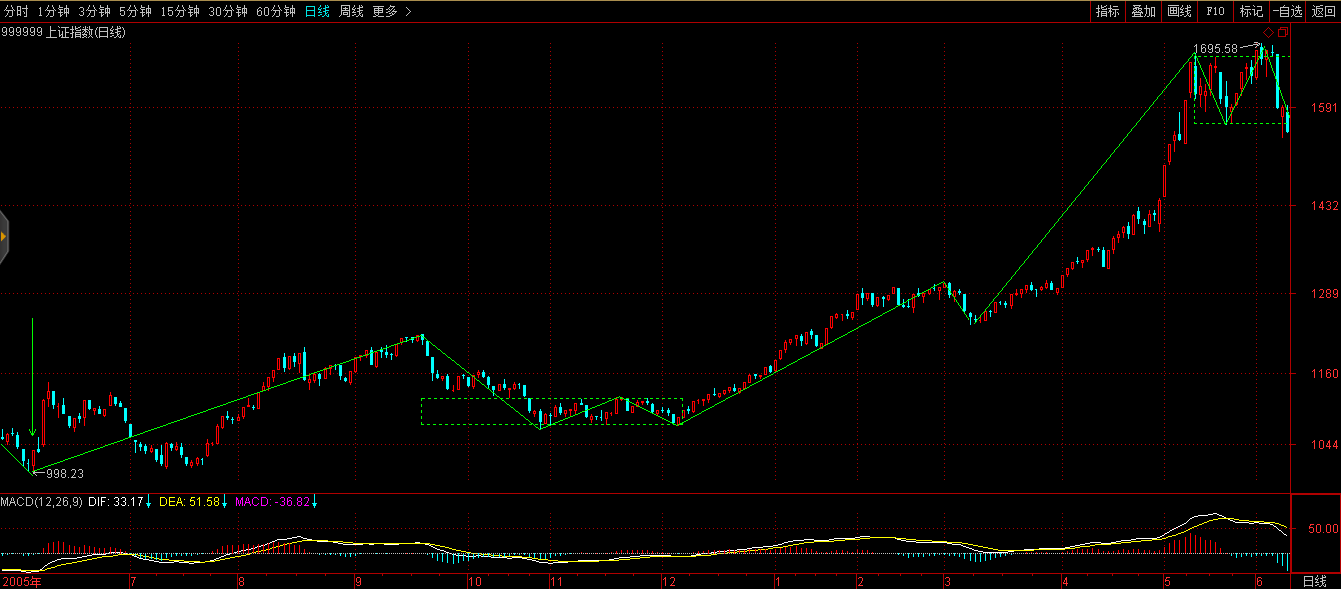 分时 1分钟 3分钟 5分钟 15分钟 30分钟 60分钟 日线 周线 更多 > 指标 叠加 画线 F10 标记 -自选 返回
999999 上证指数(日线)
1695.58
1591
1432
1289
1160
1044
998.23
MACD(12,26,9) DIF: 33.17↓ DEA: 51.58↓ MACD: -36.82↓
50.00
2005年 7 8 9 10 11 12 1 2 3 4 5 6 日线